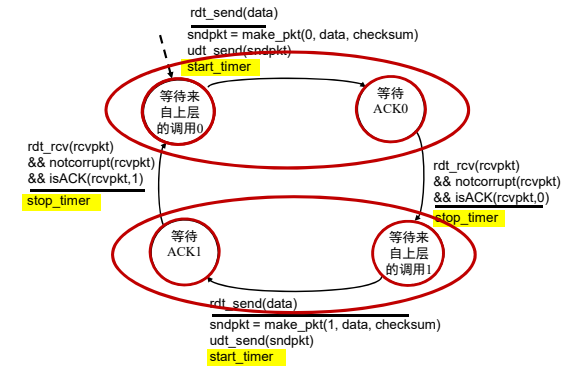 rdt_send(data)
sndpkt = make_pkt(0, data, checksum)
udt_send(sndpkt)
start_timer
等待来
自上层
的调用0
等待
ACK0
rdt_rcv(rcvpkt)
&& notcorrupt(rcvpkt)
&& isACK(rcvpkt,1)
stop_timer
rdt_rcv(rcvpkt)
&& notcorrupt(rcvpkt)
&& isACK(rcvpkt,0)
stop_timer
等待
ACK1
等待来
自上层
的调用1
rdt_send(data)
sndpkt = make_pkt(1, data, checksum)
udt_send(sndpkt)
start_timer